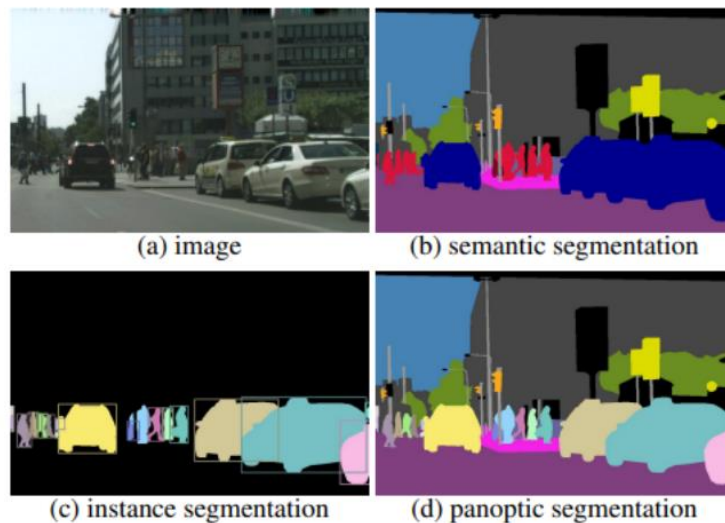 (a) image
(b) semantic segmentation
(c) instance segmentation
(d) panoptic segmentation